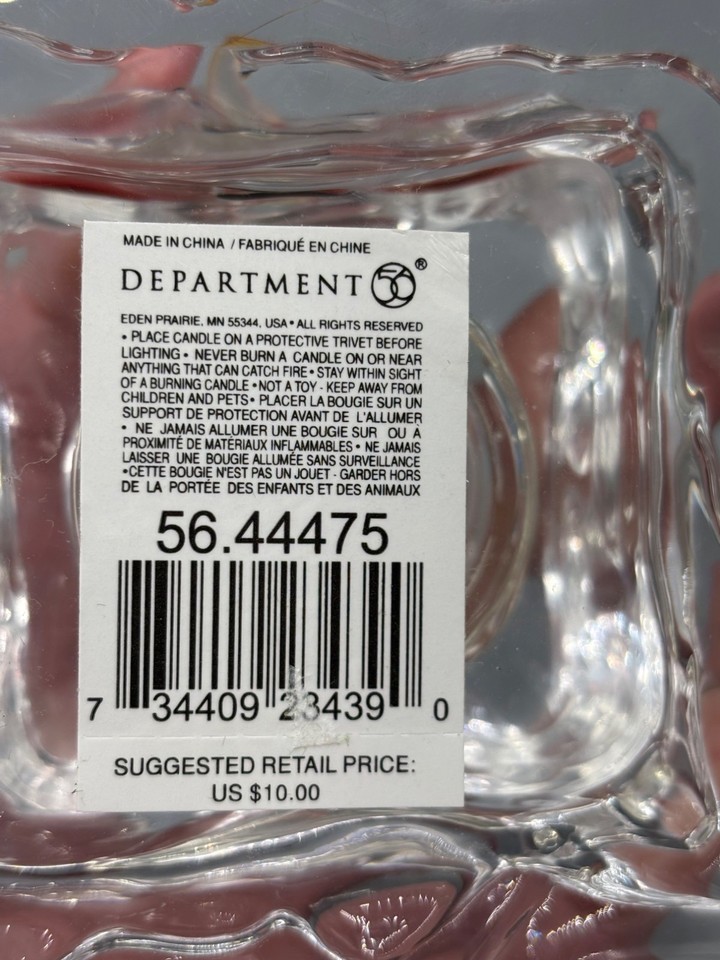 MADE IN CHINA / FABRIQUÉ EN CHINE
DEPARTMENT 56®
EDEN PRAIRIE, MN 55344, USA • ALL RIGHTS RESERVED
• PLACE CANDLE ON A PROTECTIVE TRIVET BEFORE
LIGHTING • NEVER BURN A CANDLE ON OR NEAR
ANYTHING THAT CAN CATCH FIRE • STAY WITHIN SIGHT
OF A BURNING CANDLE • NOT A TOY - KEEP AWAY FROM
CHILDREN AND PETS • PLACER LA BOUGIE SUR UN
SUPPORT DE PROTECTION AVANT DE L'ALLUMER
• NE JAMAIS ALLUMER UNE BOUGIE SUR OU À
PROXIMITÉ DE MATÉRIAUX INFLAMMABLES • NE JAMAIS
LAISSER UNE BOUGIE ALLUMÉE SANS SURVEILLANCE
• CETTE BOUGIE N'EST PAS UN JOUET - GARDER HORS
DE LA PORTÉE DES ENFANTS ET DES ANIMAUX
56.44475
7 34409 23439 0
SUGGESTED RETAIL PRICE:
US $10.00